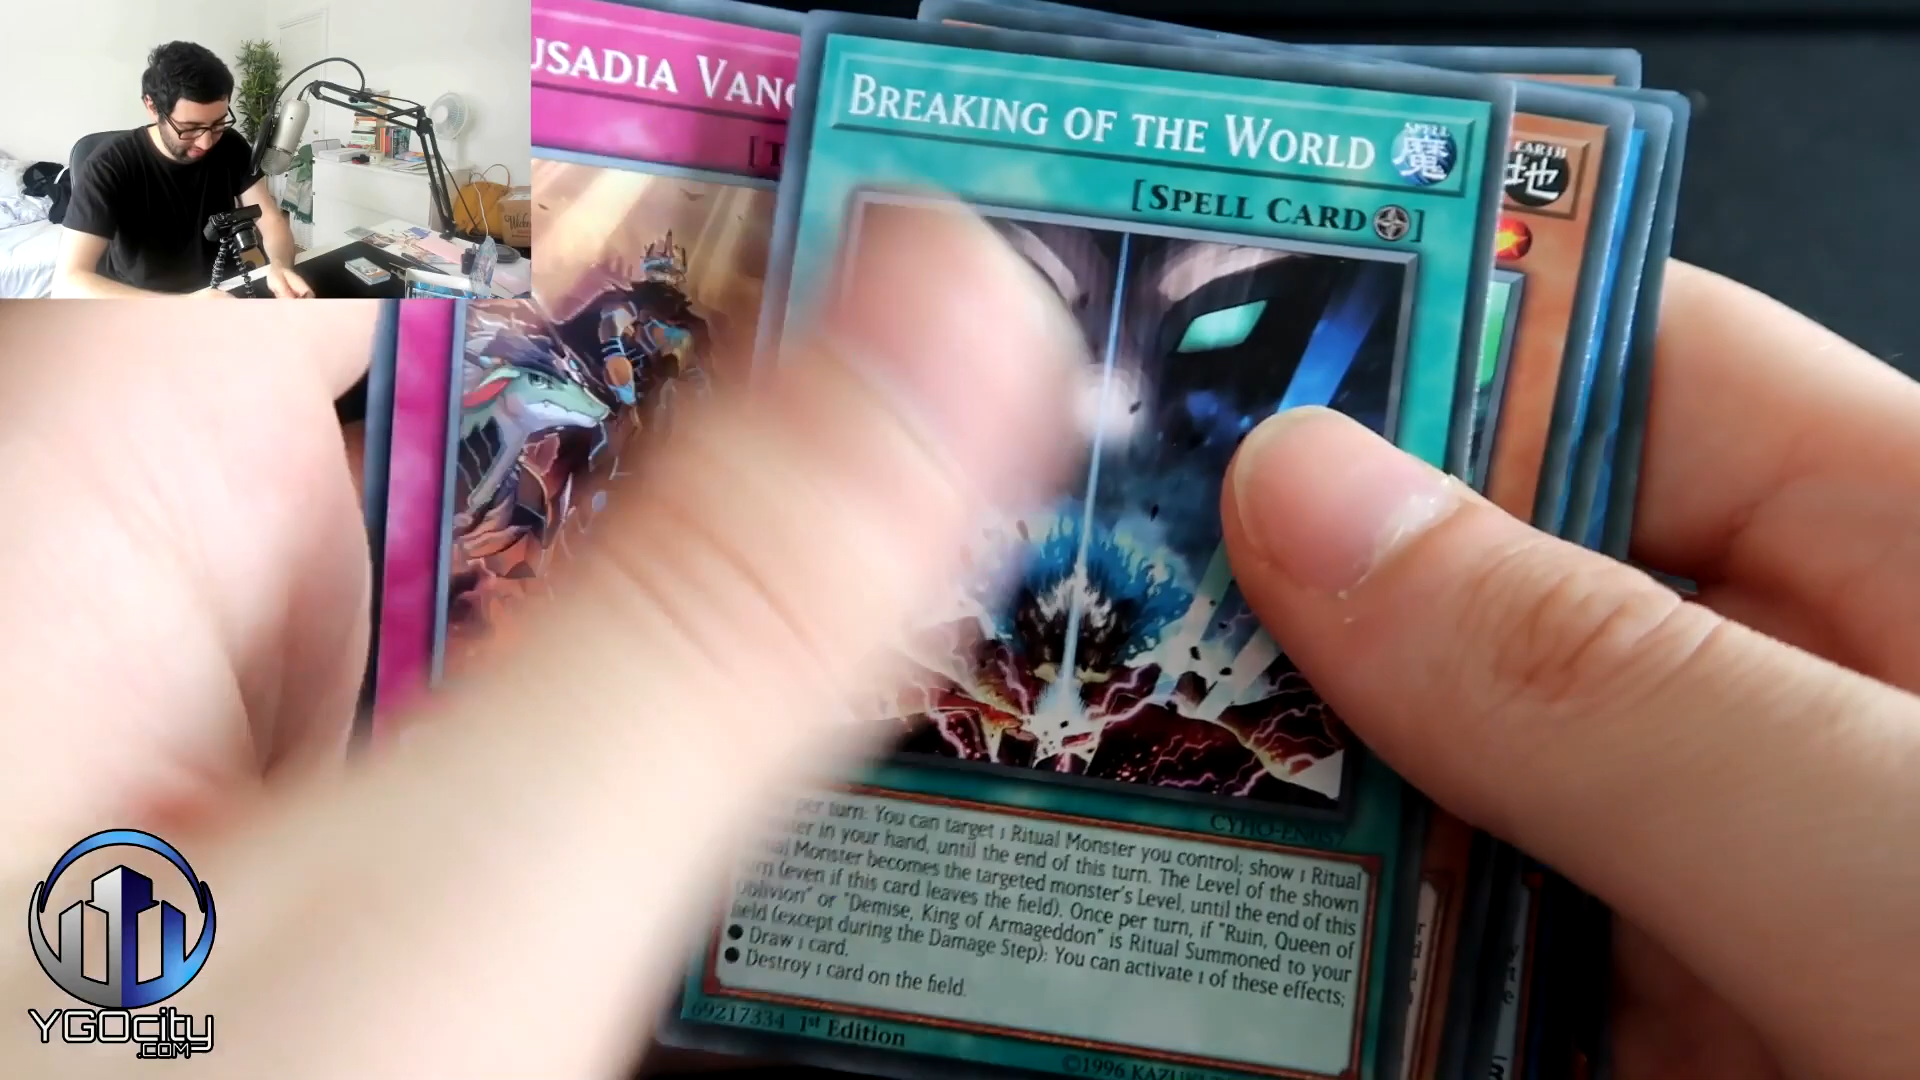 USADIA VAN
BREAKING OF THE WORLD
SPELL
魔
[SPELL CARD]
EARTH
地
per turn: You can target 1 Ritual Monster you control; show 1 Ritual
in your hand, until the end of this turn. The Level of the shown
Monster becomes the targeted monster's Level, until the end of this
(even if this card leaves the field). Once per turn, if "Ruin, Queen of
Oblivion" or "Demise, King of Armageddon" is Ritual Summoned to your
field (except during the Damage Step): You can activate 1 of these effects;
● Draw 1 card.
● Destroy 1 card on the field.
69217334 1st Edition
©1996 KAZUKI
YGOcity
.COM